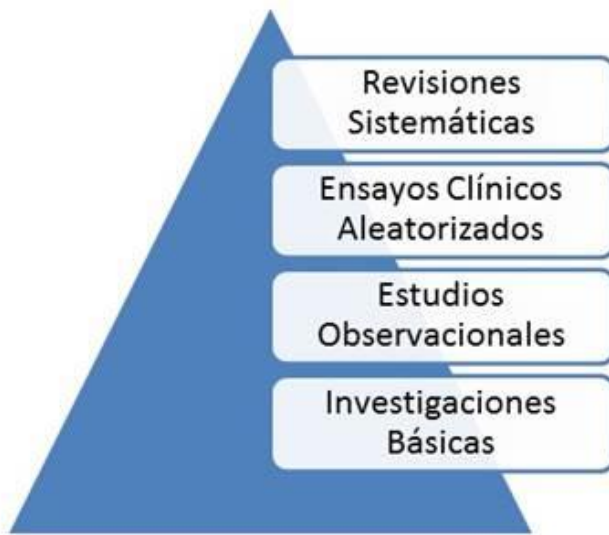 Revisiones
Sistemáticas
Ensayos Clínicos
Aleatorizados
Estudios
Observacionales
Investigaciones
Básicas